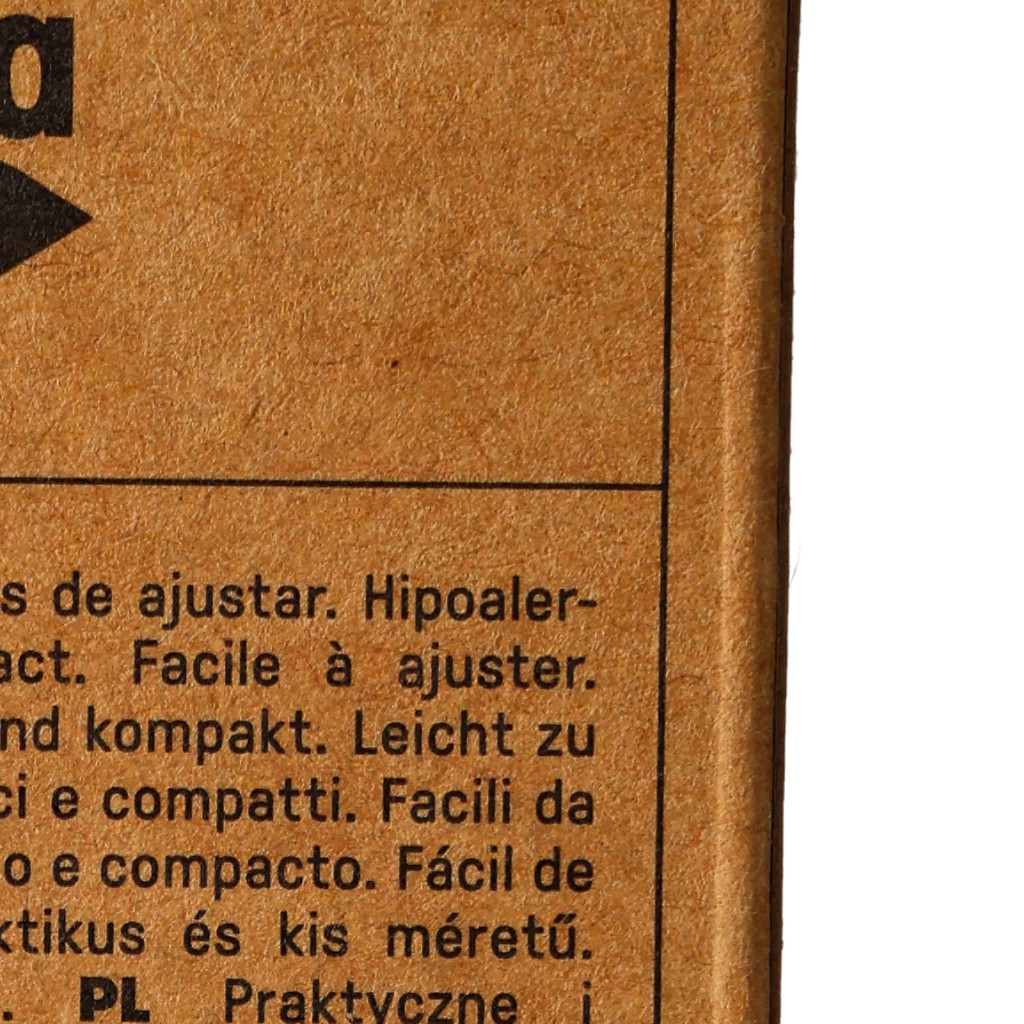 a
s de ajustar. Hipoaler-
act. Facile à ajuster.
nd kompakt. Leicht zu
ci e compatti. Facili da
o e compacto. Fácil de
ktikus és kis méretű.
. PL Praktyczne i